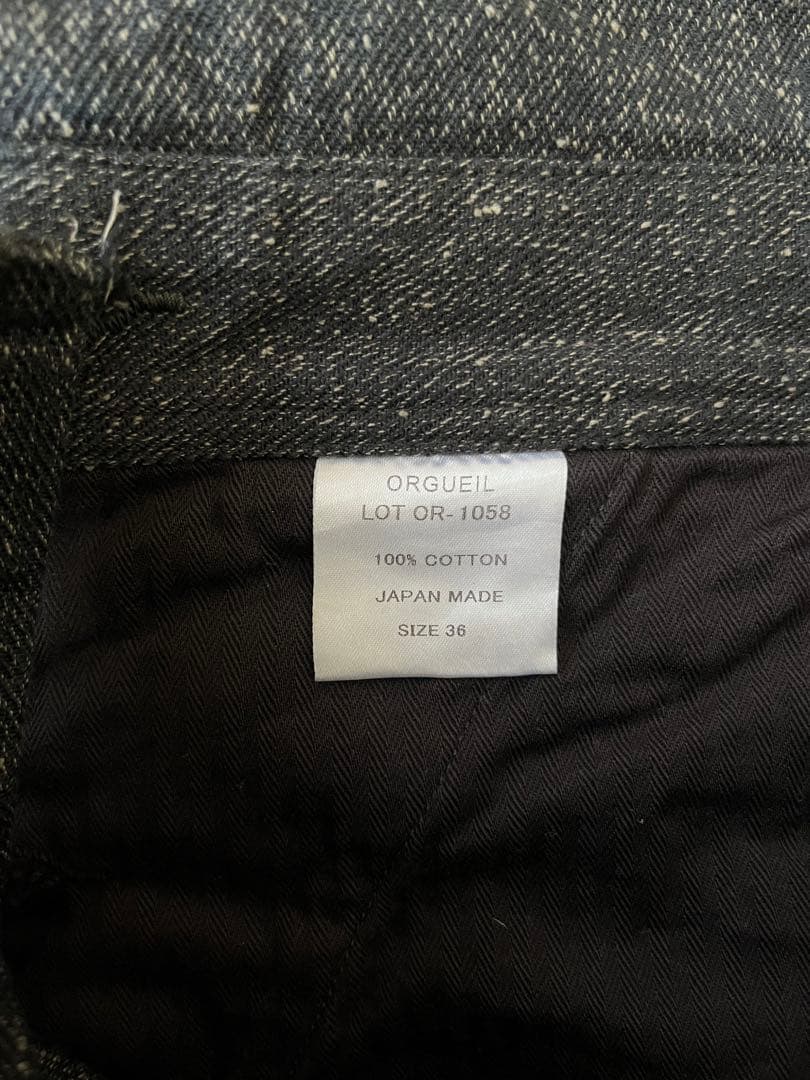 ORGUEIL
LOT OR-1058
100% COTTON
JAPAN MADE
SIZE 36